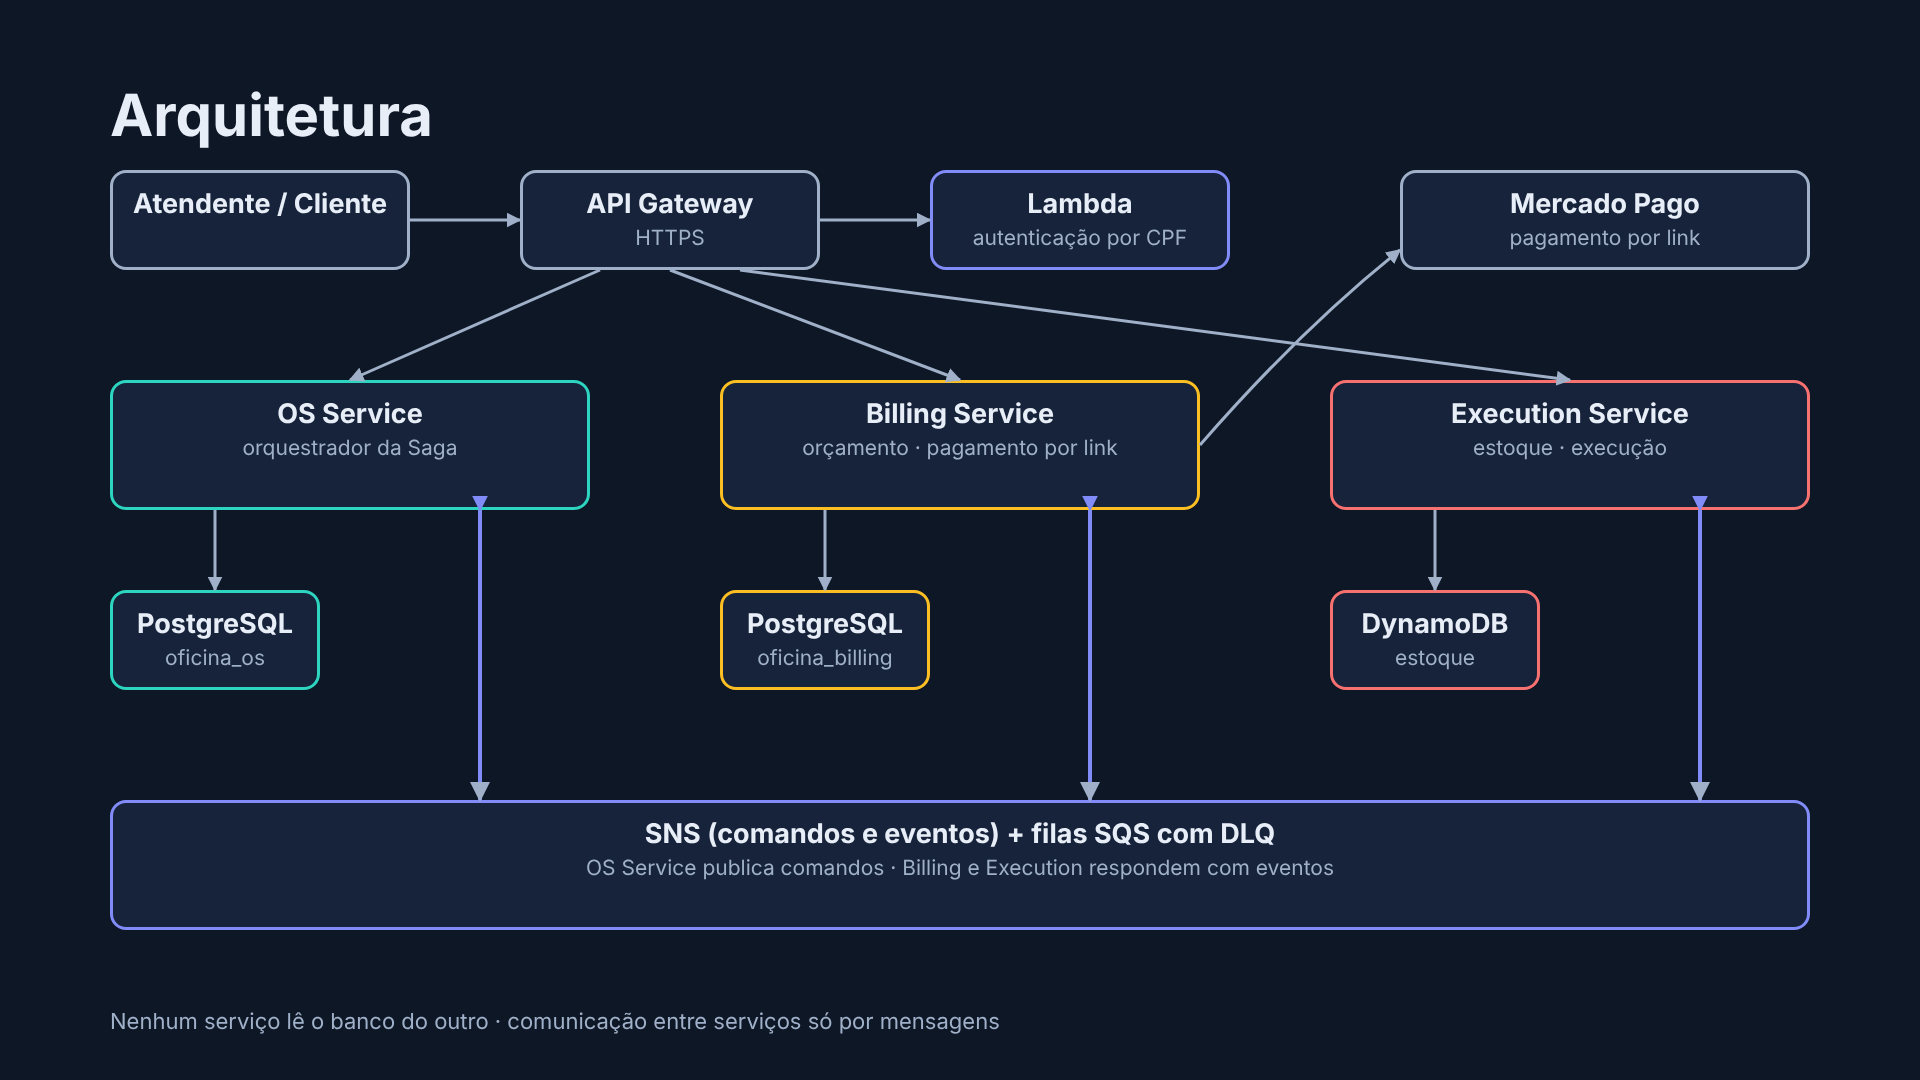 Arquitetura
Atendente / Cliente
API Gateway
HTTPS
Lambda
autenticação por CPF
Mercado Pago
pagamento por link
OS Service
orquestrador da Saga
Billing Service
orçamento · pagamento por link
Execution Service
estoque · execução
PostgreSQL
oficina_os
PostgreSQL
oficina_billing
DynamoDB
estoque
SNS (comandos e eventos) + filas SQS com DLQ
OS Service publica comandos · Billing e Execution respondem com eventos
Nenhum serviço lê o banco do outro · comunicação entre serviços só por mensagens